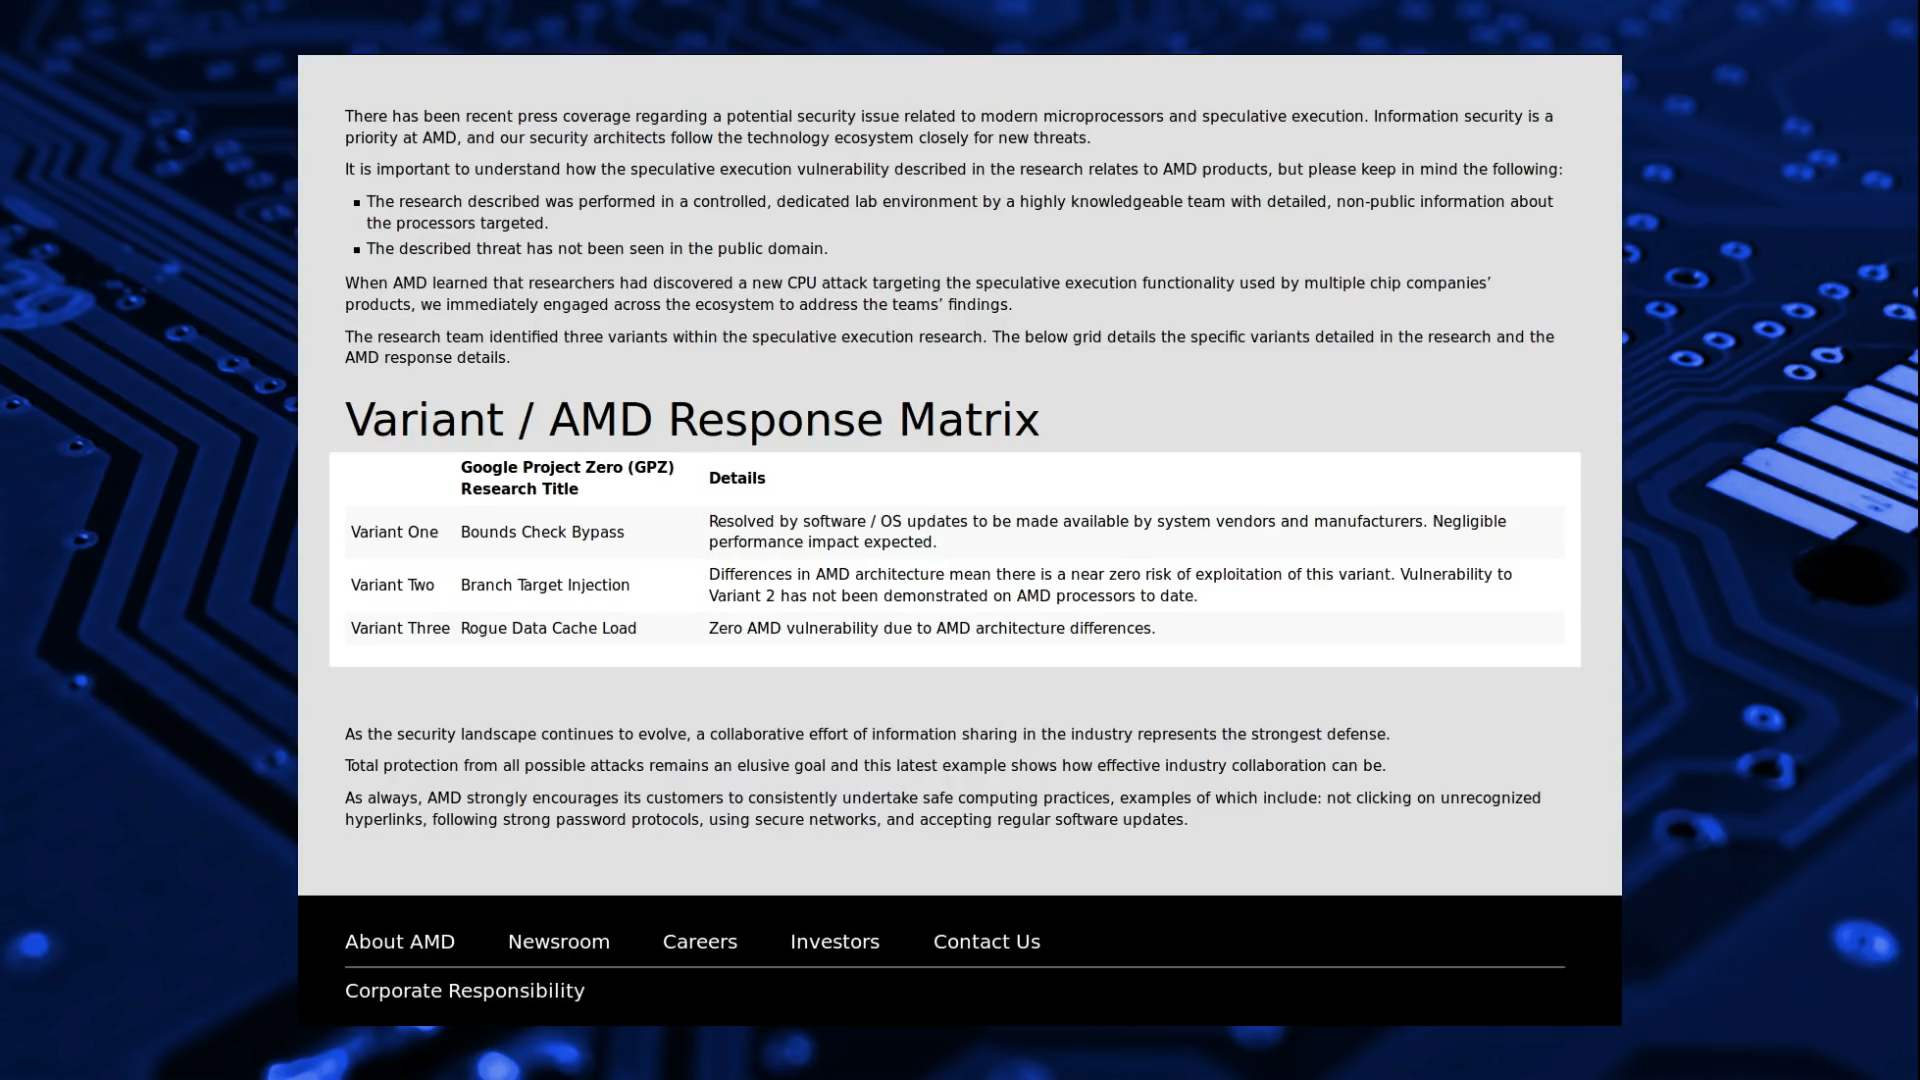 There has been recent press coverage regarding a potential security issue related to modern microprocessors and speculative execution. Information security is a
priority at AMD, and our security architects follow the technology ecosystem closely for new threats.
It is important to understand how the speculative execution vulnerability described in the research relates to AMD products, but please keep in mind the following:
▪ The research described was performed in a controlled, dedicated lab environment by a highly knowledgeable team with detailed, non-public information about
the processors targeted.
▪ The described threat has not been seen in the public domain.
When AMD learned that researchers had discovered a new CPU attack targeting the speculative execution functionality used by multiple chip companies’
products, we immediately engaged across the ecosystem to address the teams’ findings.
The research team identified three variants within the speculative execution research. The below grid details the specific variants detailed in the research and the
AMD response details.
Variant / AMD Response Matrix
Google Project Zero (GPZ)
Research Title
Details
Variant One
Bounds Check Bypass
Resolved by software / OS updates to be made available by system vendors and manufacturers. Negligible
performance impact expected.
Variant Two
Branch Target Injection
Differences in AMD architecture mean there is a near zero risk of exploitation of this variant. Vulnerability to
Variant 2 has not been demonstrated on AMD processors to date.
Variant Three
Rogue Data Cache Load
Zero AMD vulnerability due to AMD architecture differences.
As the security landscape continues to evolve, a collaborative effort of information sharing in the industry represents the strongest defense.
Total protection from all possible attacks remains an elusive goal and this latest example shows how effective industry collaboration can be.
As always, AMD strongly encourages its customers to consistently undertake safe computing practices, examples of which include: not clicking on unrecognized
hyperlinks, following strong password protocols, using secure networks, and accepting regular software updates.
About AMD
Newsroom
Careers
Investors
Contact Us
Corporate Responsibility